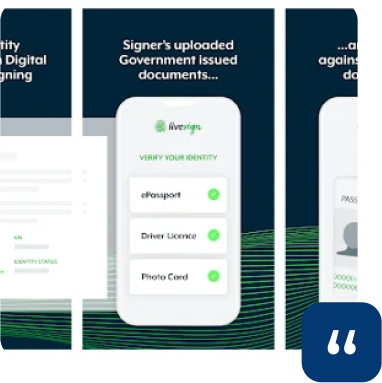 tity
Digital
gning
ON
IDENTITY STATUS
Signer's uploaded
Government issued
documents...
livesign
VERIFY YOUR IDENTITY
ePassport
Driver Licence
Photo Card
...a
agains
do
PASS
“